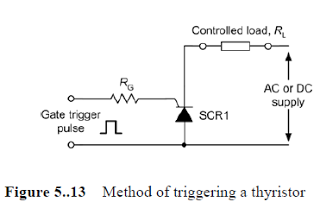 Controlled load, RL
RG
AC or DC
supply
Gate trigger
pulse
SCR1
Figure 5..13 Method of triggering a thyristor